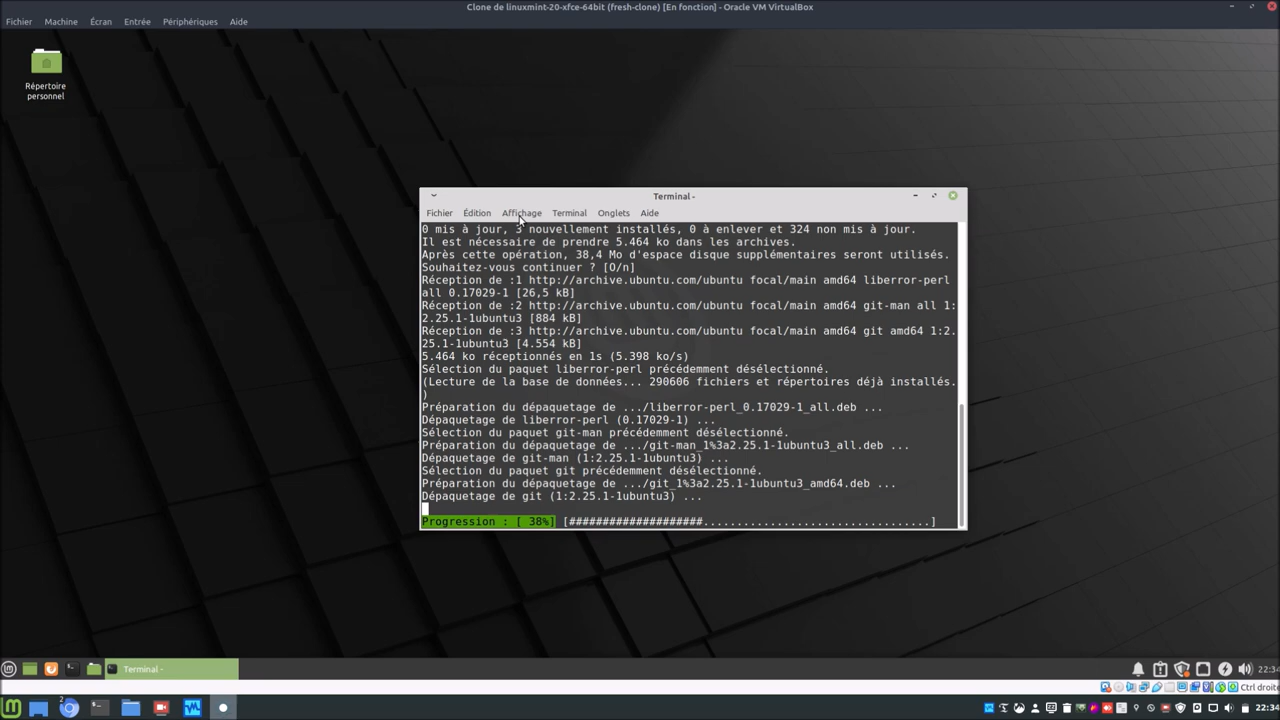 Clone de linuxmint-20-xfce-64bit (fresh-clone) [En fonction] - Oracle VM VirtualBox
Fichier Machine Écran Entrée Périphériques Aide
Répertoire
personnel
Terminal -
Fichier Édition Affichage Terminal Onglets Aide
0 mis à jour, 3 nouvellement installés, 0 à enlever et 324 non mis à jour.
Il est nécessaire de prendre 5.464 ko dans les archives.
Après cette opération, 38,4 Mo d'espace disque supplémentaires seront utilisés.
Souhaitez-vous continuer ? [O/n]
Réception de :1 http://archive.ubuntu.com/ubuntu focal/main amd64 liberror-perl
all 0.17029-1 [26,5 kB]
Réception de :2 http://archive.ubuntu.com/ubuntu focal/main amd64 git-man all 1:
2.25.1-1ubuntu3 [884 kB]
Réception de :3 http://archive.ubuntu.com/ubuntu focal/main amd64 git amd64 1:2.
25.1-1ubuntu3 [4.554 kB]
5.464 ko réceptionnés en 1s (5.398 ko/s)
Sélection du paquet liberror-perl précédemment désélectionné.
(Lecture de la base de données... 290606 fichiers et répertoires déjà installés.
)
Préparation du dépaquetage de .../liberror-perl_0.17029-1_all.deb ...
Dépaquetage de liberror-perl (0.17029-1) ...
Sélection du paquet git-man précédemment désélectionné.
Préparation du dépaquetage de .../git-man_1%3a2.25.1-1ubuntu3_all.deb ...
Dépaquetage de git-man (1:2.25.1-1ubuntu3) ...
Sélection du paquet git précédemment désélectionné.
Préparation du dépaquetage de .../git_1%3a2.25.1-1ubuntu3_amd64.deb ...
Dépaquetage de git (1:2.25.1-1ubuntu3) ...
Progression : [ 38%] [####################..................................]
Terminal -
22:34
Ctrl droite
2
22:34